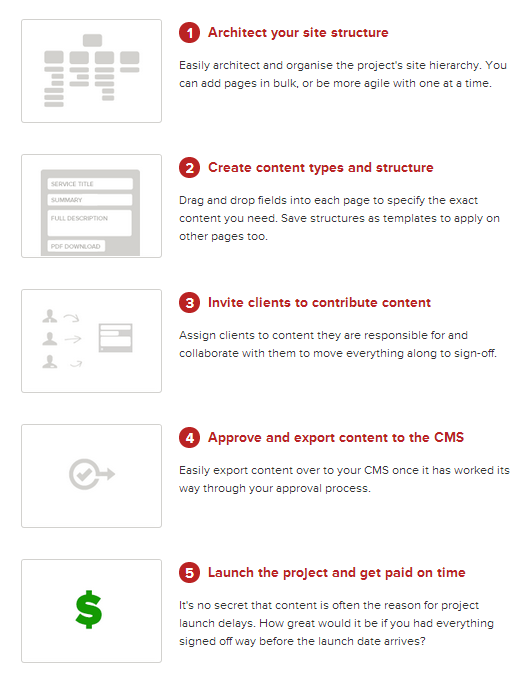 1 Architect your site structure
Easily architect and organise the project's site hierarchy. You
can add pages in bulk, or be more agile with one at a time.
SERVICE TITLE
SUMMARY
FULL DESCRIPTION
PDF DOWNLOAD
2 Create content types and structure
Drag and drop fields into each page to specify the exact
content you need. Save structures as templates to apply on
other pages too.
3 Invite clients to contribute content
Assign clients to content they are responsible for and
collaborate with them to move everything along to sign-off.
4 Approve and export content to the CMS
Easily export content over to your CMS once it has worked its
way through your approval process.
$
5 Launch the project and get paid on time
It's no secret that content is often the reason for project
launch delays. How great would it be if you had everything
signed off way before the launch date arrives?